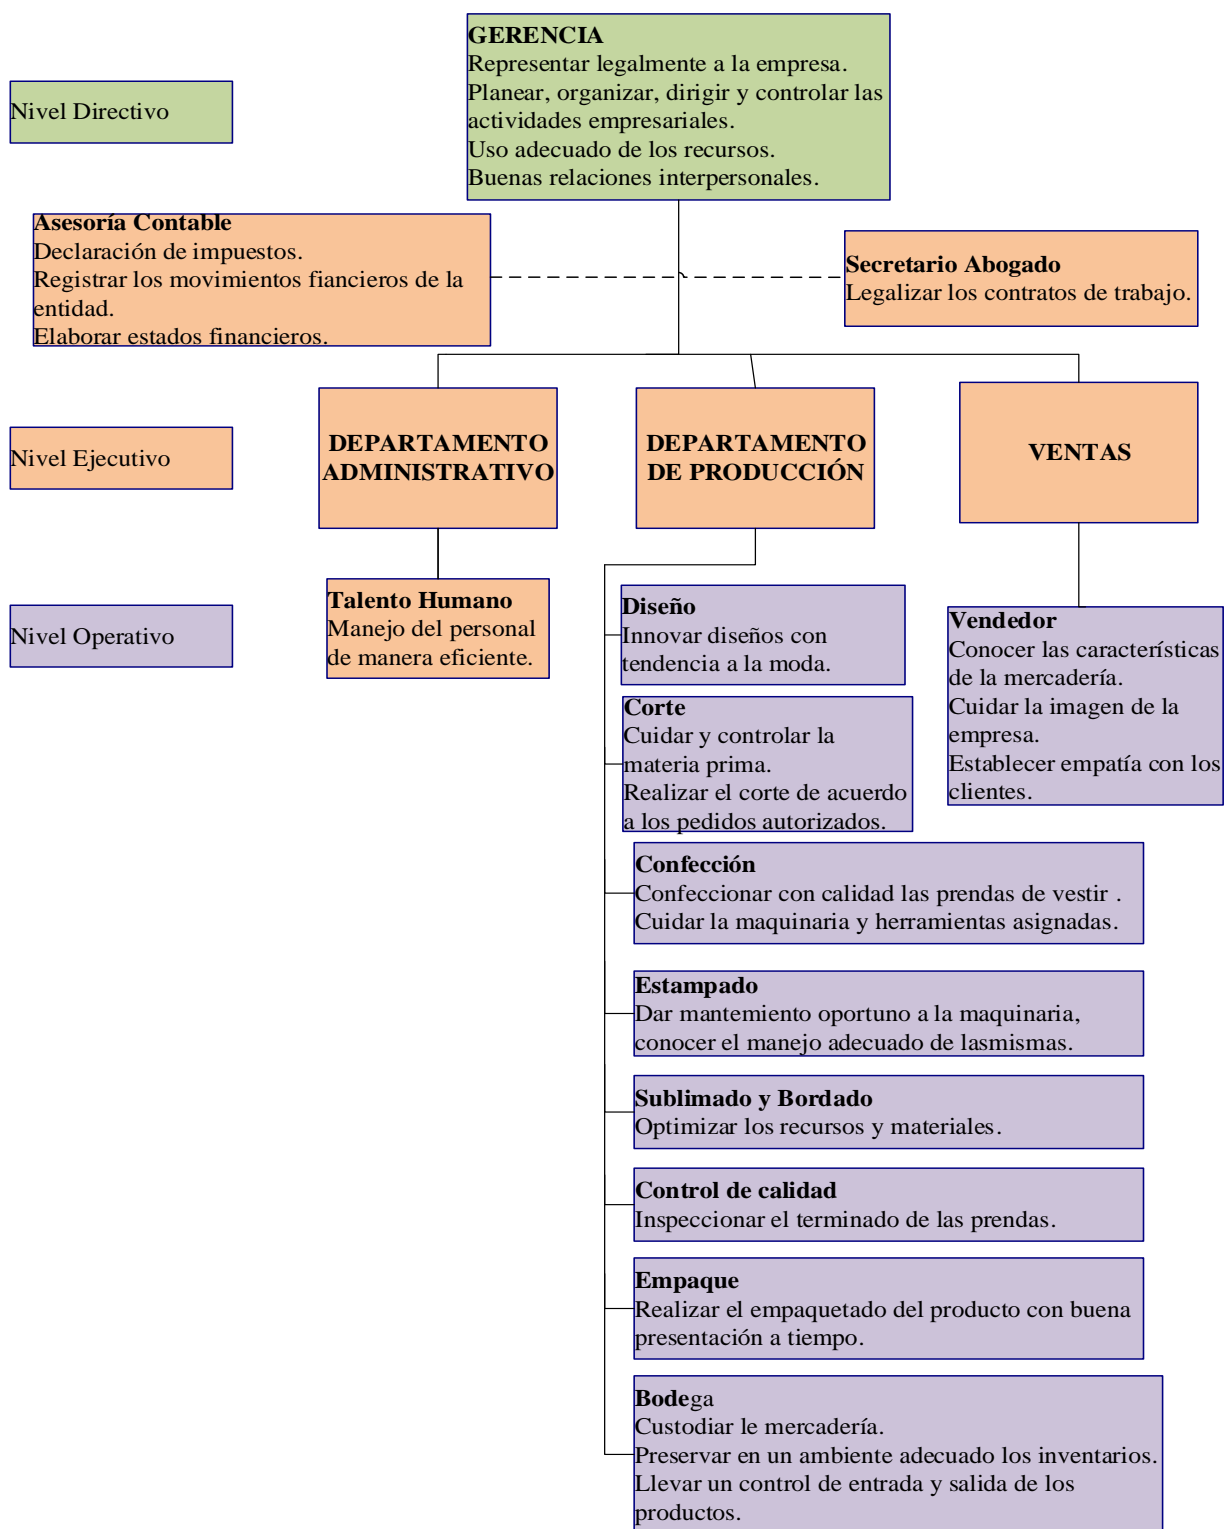 GERENCIA
Representar legalmente a la empresa.
Planear, organizar, dirigir y controlar las
actividades empresariales.
Uso adecuado de los recursos.
Buenas relaciones interpersonales.
Nivel Directivo
Asesoría Contable
Declaración de impuestos.
Registrar los movimientos fiancieros de la
entidad.
Elaborar estados financieros.
Secretario Abogado
Legalizar los contratos de trabajo.
Nivel Ejecutivo
DEPARTAMENTO
ADMINISTRATIVO
DEPARTAMENTO
DE PRODUCCIÓN
VENTAS
Nivel Operativo
Talento Humano
Manejo del personal
de manera eficiente.
Diseño
Innovar diseños con
tendencia a la moda.
Vendedor
Conocer las características
de la mercadería.
Cuidar la imagen de la
empresa.
Establecer empatía con los
clientes.
Corte
Cuidar y controlar la
materia prima.
Realizar el corte de acuerdo
a los pedidos autorizados.
Confección
Confeccionar con calidad las prendas de vestir .
Cuidar la maquinaria y herramientas asignadas.
Estampado
Dar mantemiento oportuno a la maquinaria,
conocer el manejo adecuado de lasmismas.
Sublimado y Bordado
Optimizar los recursos y materiales.
Control de calidad
Inspeccionar el terminado de las prendas.
Empaque
Realizar el empaquetado del producto con buena
presentación a tiempo.
Bodega
Custodiar le mercadería.
Preservar en un ambiente adecuado los inventarios.
Llevar un control de entrada y salida de los
productos.